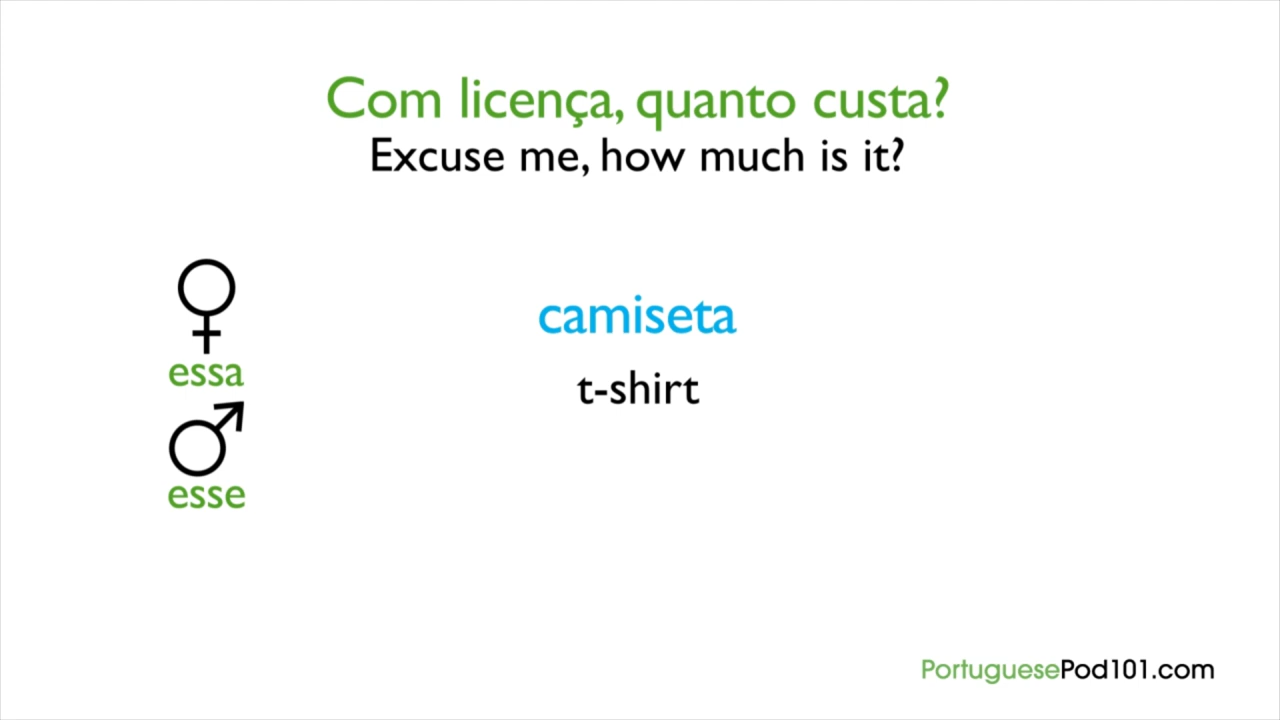 Com licença, quanto custa?
Excuse me, how much is it?
essa
esse
camiseta
t-shirt
PortuguesePod101.com